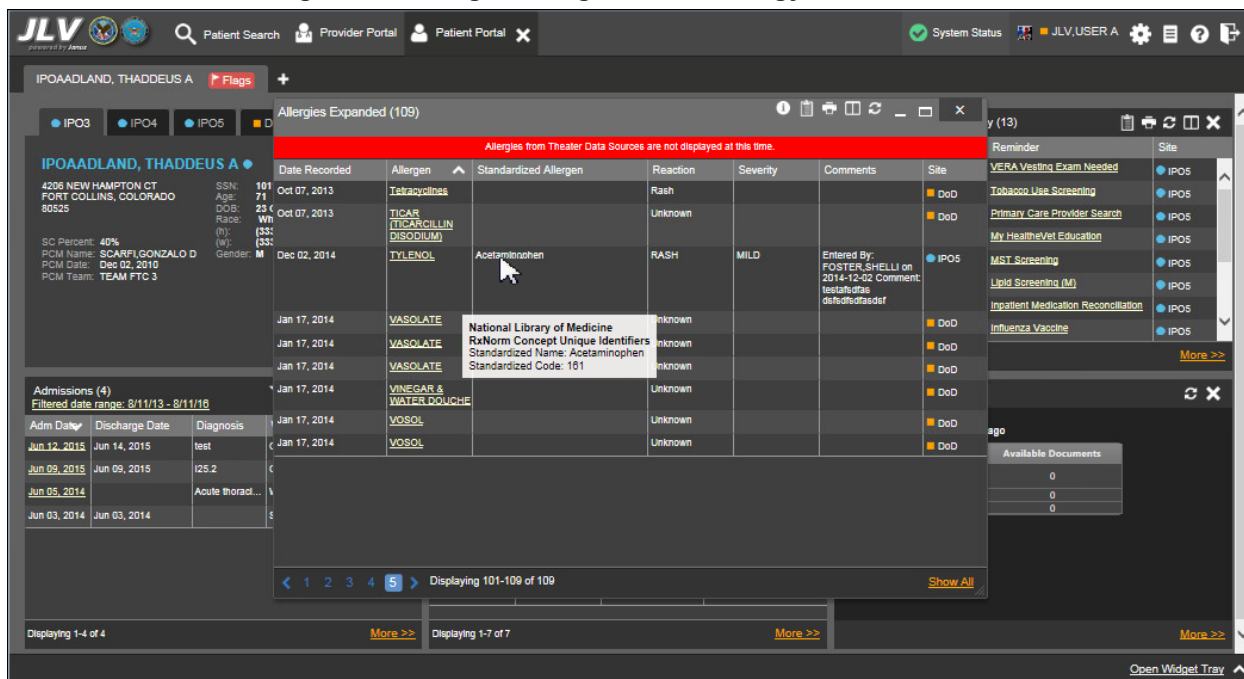 JLV
powered by Janus
Patient Search
Provider Portal
Patient Portal
System Status
JLV,USER A
IPOAADLAND, THADDEUS A
Flags
IPO3
IPO4
IPO5
D
IPOAADLAND, THADDEUS A
4206 NEW HAMPTON CT
FORT COLLINS, COLORADO
80525
SC Percent: 40%
PCM Name: SCARFI,GONZALO D
PCM Date: Dec 02, 2010
PCM Team: TEAM FTC 3
SSN: 101
Age: 71
DOB: 23
Race: Wh
(h): (333
(w): (333
Gender: M
Admissions (4)
Filtered date range: 8/11/13 - 8/11/16
Adm Date Discharge Date Diagnosis
Jun 12, 2015 Jun 14, 2015 test
Jun 09, 2015 Jun 09, 2015 I25.2
Jun 05, 2014 Acute thoraci...
Jun 03, 2014 Jun 03, 2014
Displaying 1-4 of 4 More >>
Allergies Expanded (109)
Allergies from Theater Data Sources are not displayed at this time.
Date Recorded Allergen Standardized Allergen Reaction Severity Comments Site
Oct 07, 2013 Tetracyclines Rash DoD
Oct 07, 2013 TICAR Unknown DoD
(TICARCILLIN
DISODIUM)
Dec 02, 2014 TYLENOL Acetaminophen RASH MILD Entered By: IPO5
FOSTER,SHELLI on
2014-12-02 Comment:
testafsdfas
dsfsdfsdfasdsf
Jan 17, 2014 VASOLATE Unknown DoD
Jan 17, 2014 VASOLATE Unknown DoD
Jan 17, 2014 VASOLATE Unknown DoD
National Library of Medicine
RxNorm Concept Unique Identifiers
Standardized Name: Acetaminophen
Standardized Code: 161
Jan 17, 2014 VINEGAR & Unknown DoD
WATER DOUCHE
Jan 17, 2014 VOSOL Unknown DoD
Jan 17, 2014 VOSOL Unknown DoD
1 2 3 4 5 Displaying 101-109 of 109 Show All
Displaying 1-7 of 7 More >>
y (13)
Reminder Site
VERA Vesting Exam Needed IPO5
Tobacco Use Screening IPO5
Primary Care Provider Search IPO5
My HealtheVet Education IPO5
MST Screening IPO5
Lipid Screening (M) IPO5
Inpatient Medication Reconciliation IPO5
Influenza Vaccine IPO5
More >>
ago
Available Documents
0
0
0
More >>
Open Widget Tray